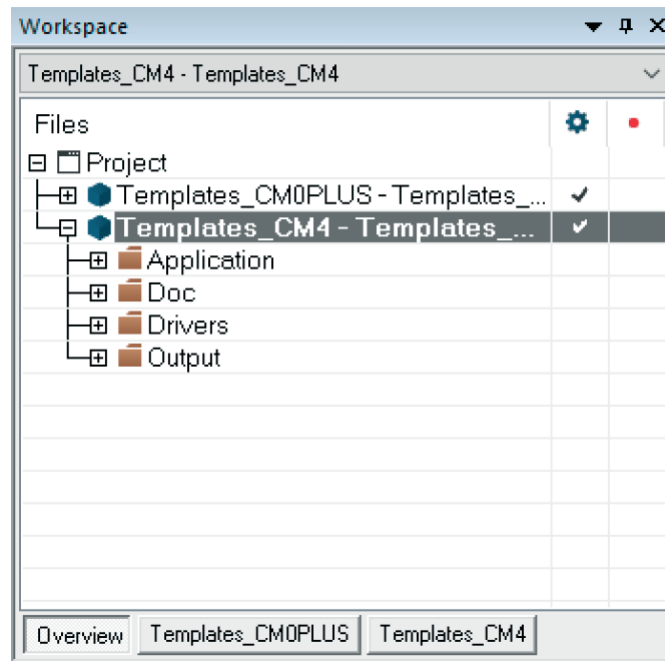 Workspace
Templates_CM4 - Templates_CM4
Files
Project
Templates_CM0PLUS - Templates_...
Templates_CM4 - Templates_...
Application
Doc
Drivers
Output
Overview Templates_CM0PLUS Templates_CM4